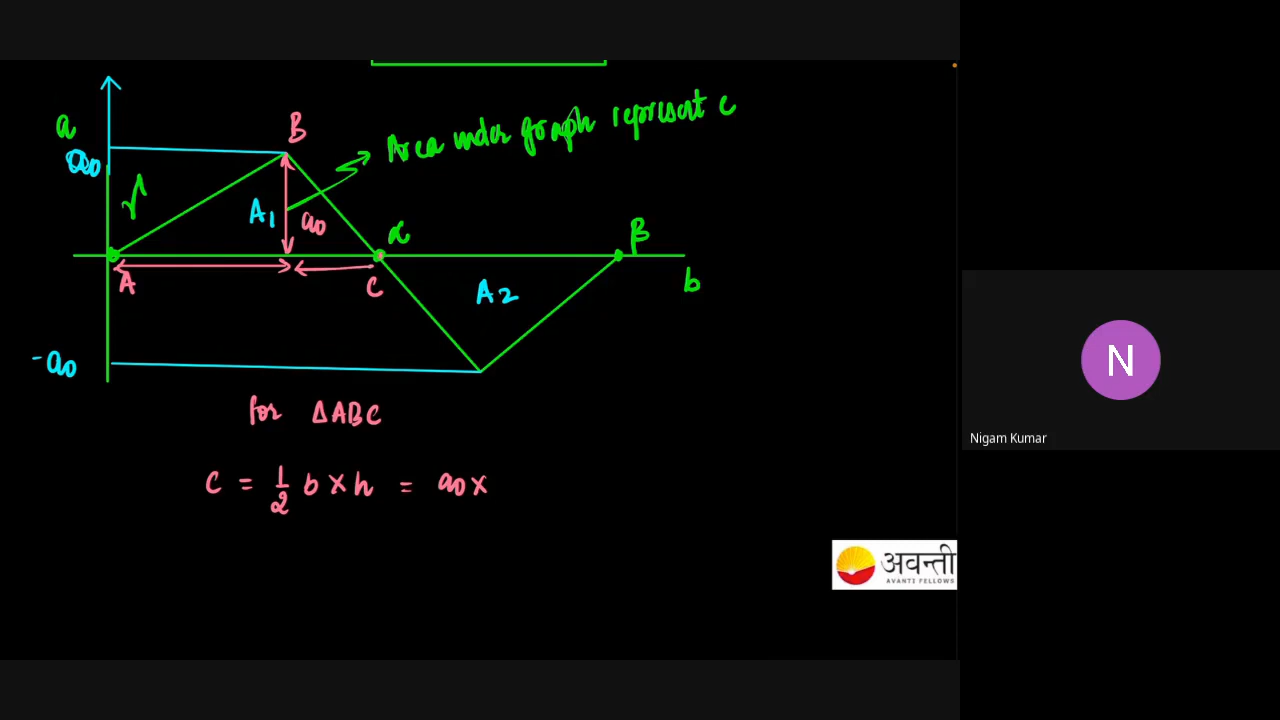 a
B
Area under graph represent c
a0
A1
a0
α
β
A
C
A2
b
-a0
for ΔABC
C = 1/2 b × h = a0 ×
अवन्ती
AVANTI FELLOWS
N
Nigam Kumar